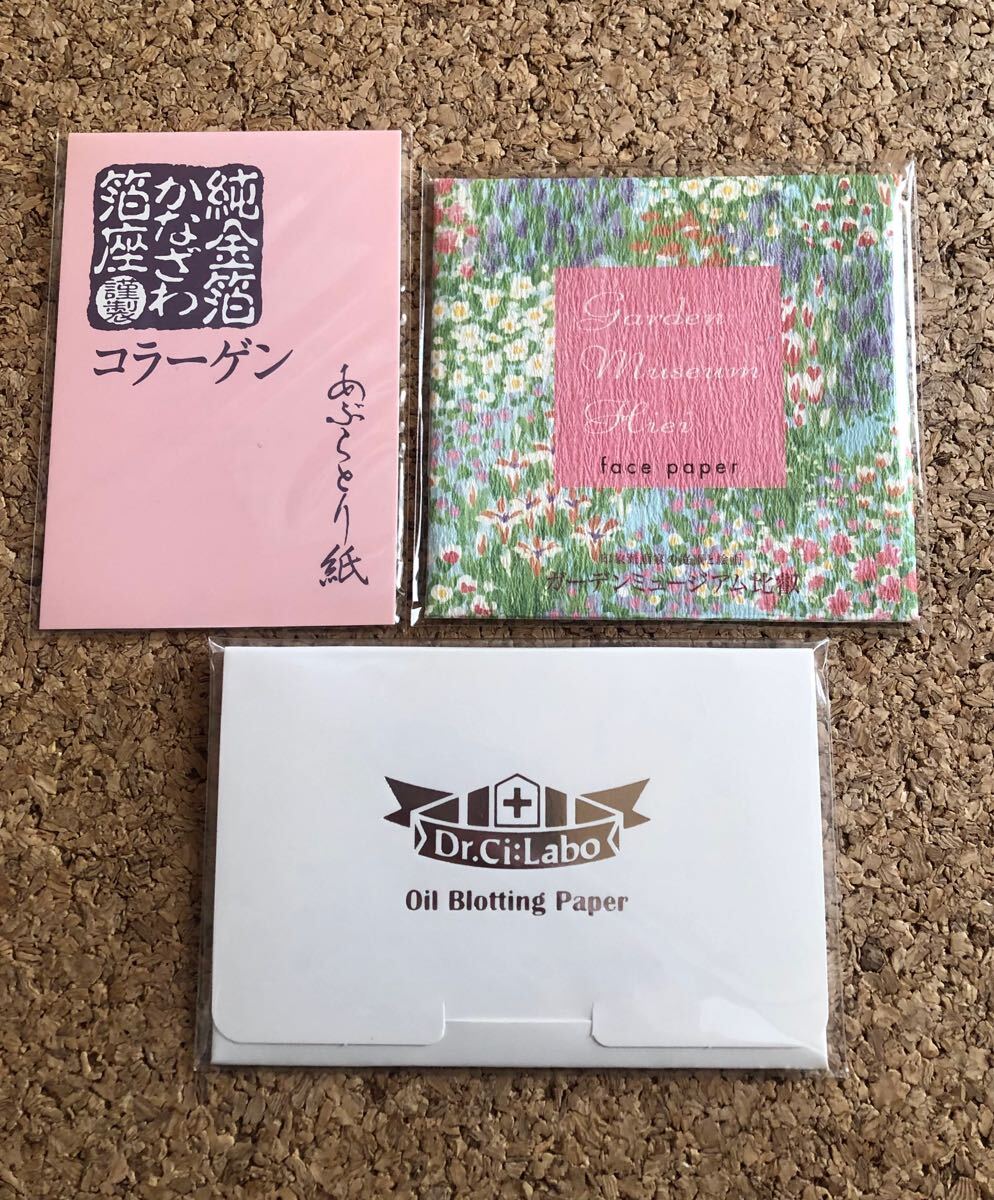 純金箔
かなざわ
箔座
謹製
コラーゲン
あぶらとり紙
Garden
Museum
Hiei
face paper
ガーデンミュージアム比叡
Dr.Ci:Labo
Oil Blotting Paper